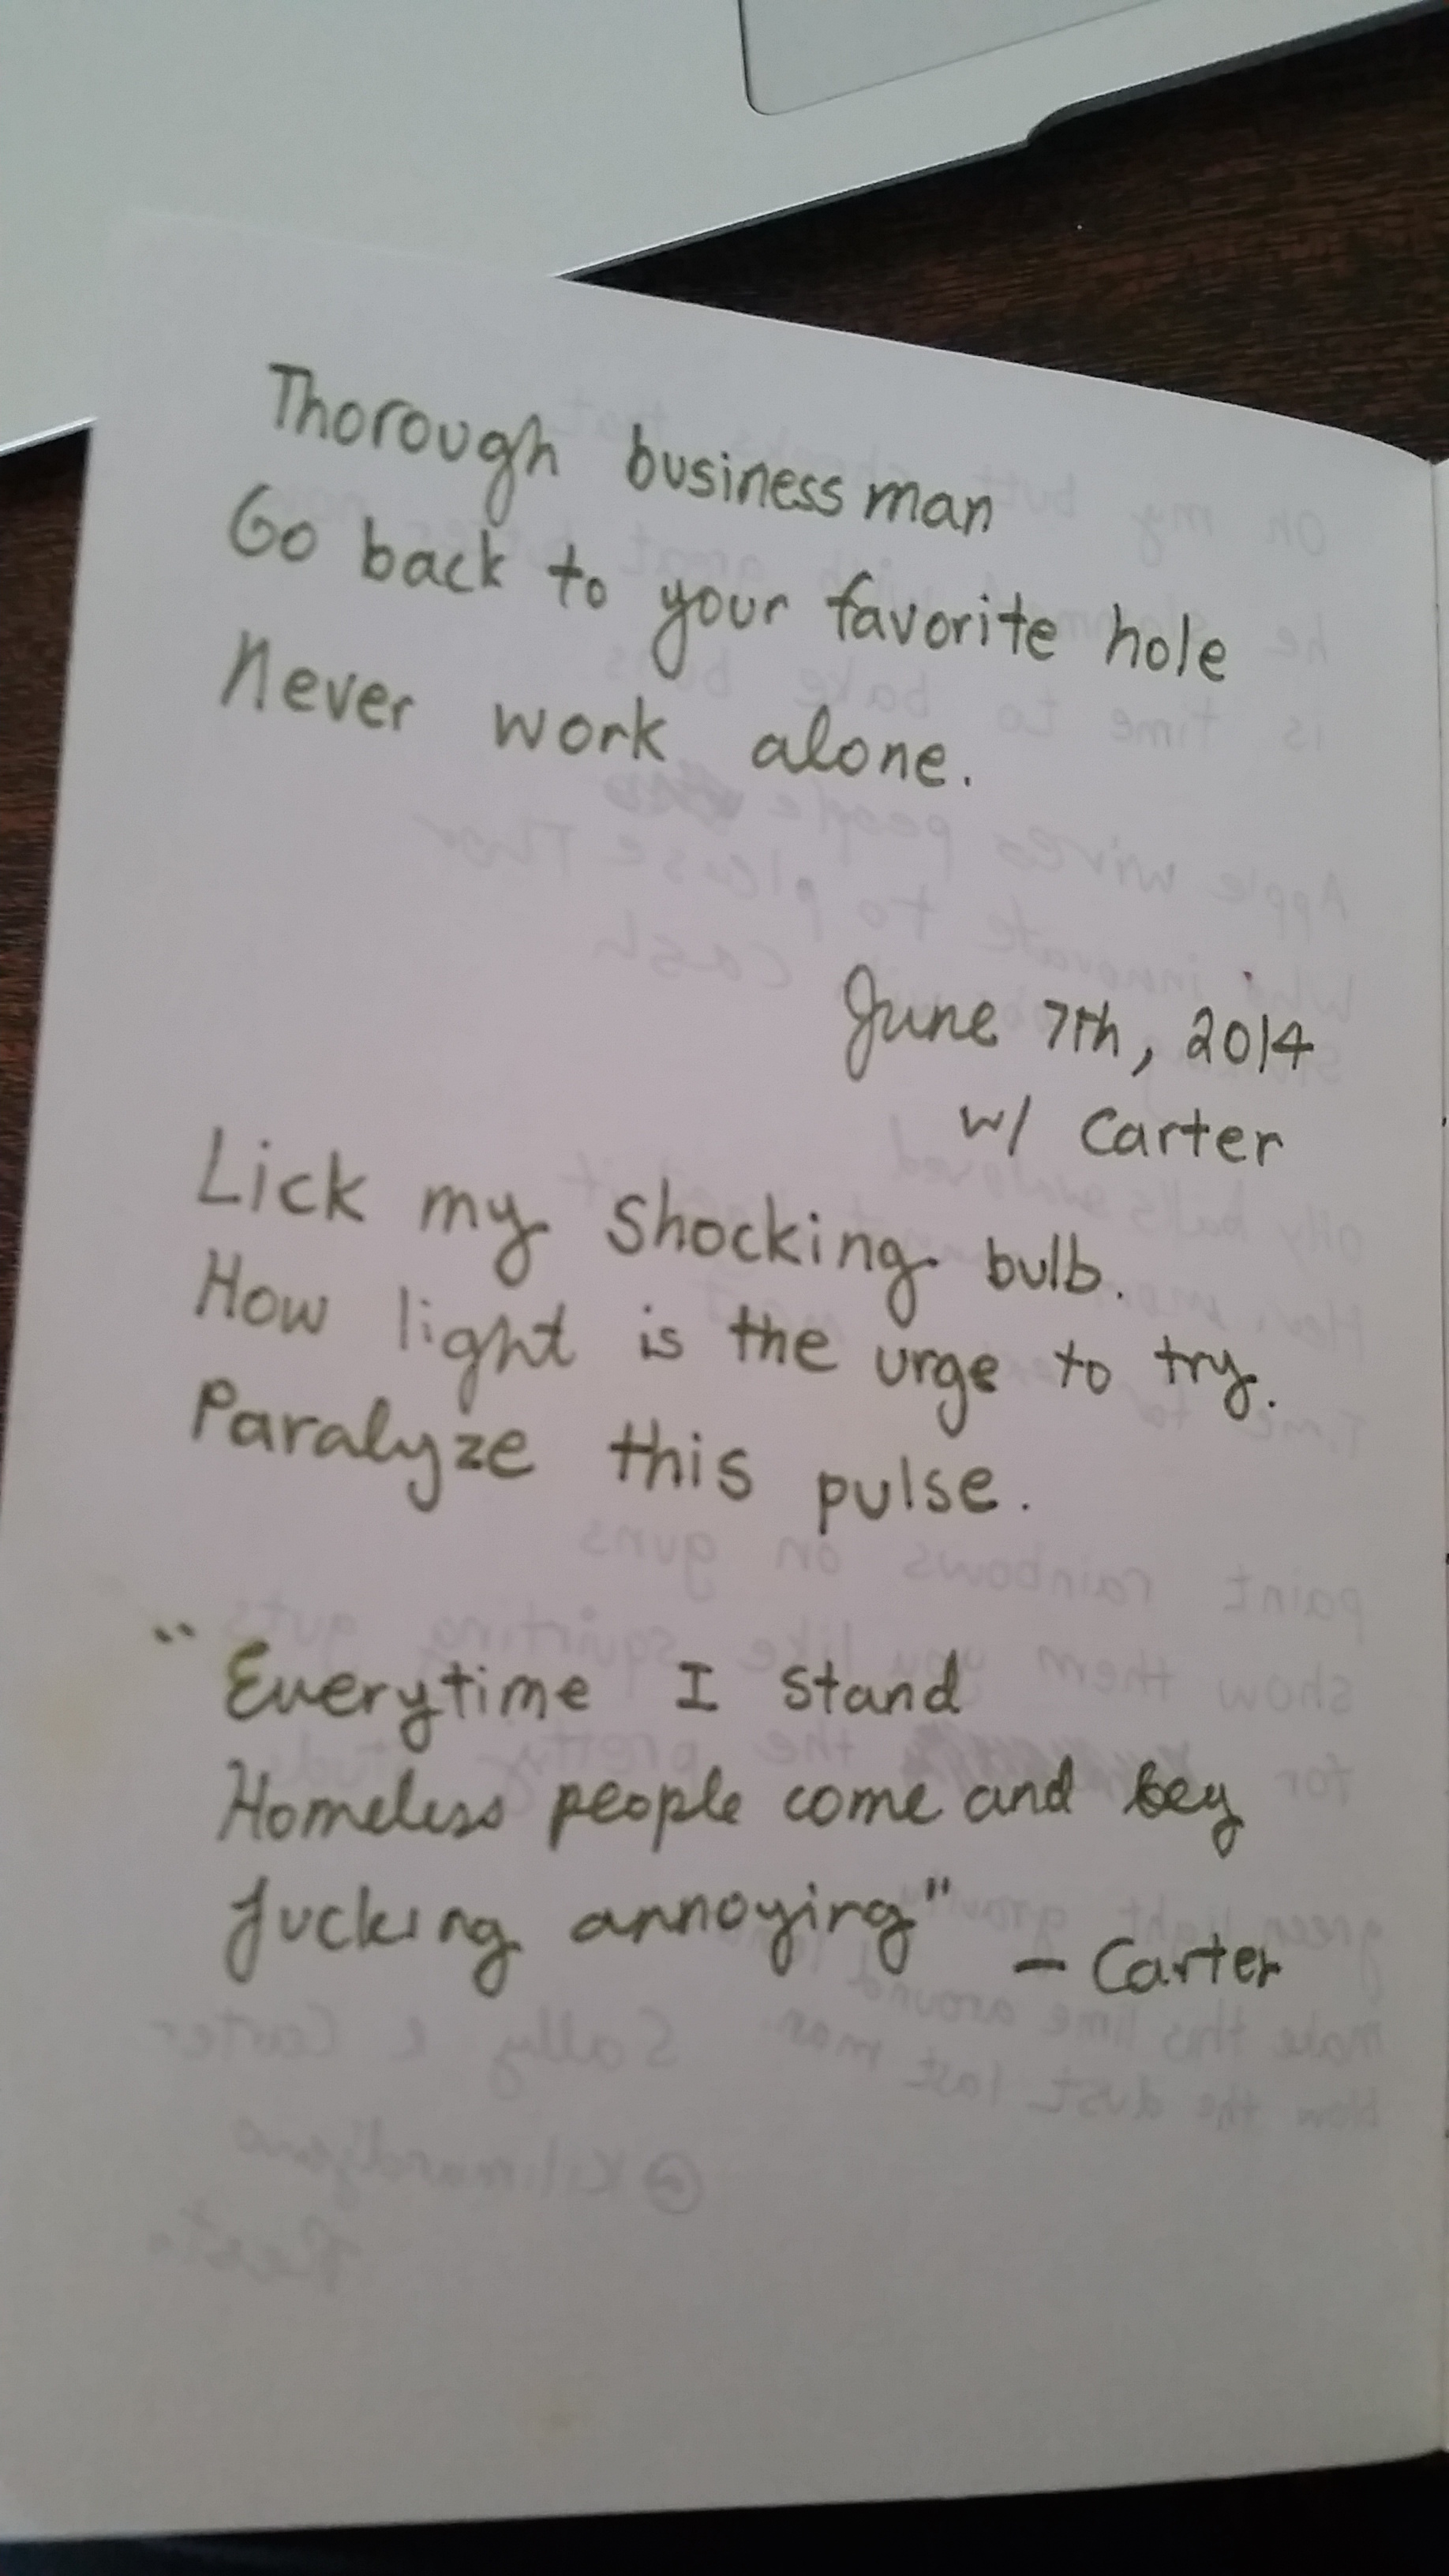 Thorough business man
Go back to your favorite hole
Never work alone.
June 7th, 2014
w/ Carter
Lick my shocking bulb.
How light is the urge to try.
Paralyze this pulse.
"Everytime I stand
Homeless people come and beg
fucking annoying" - Carter